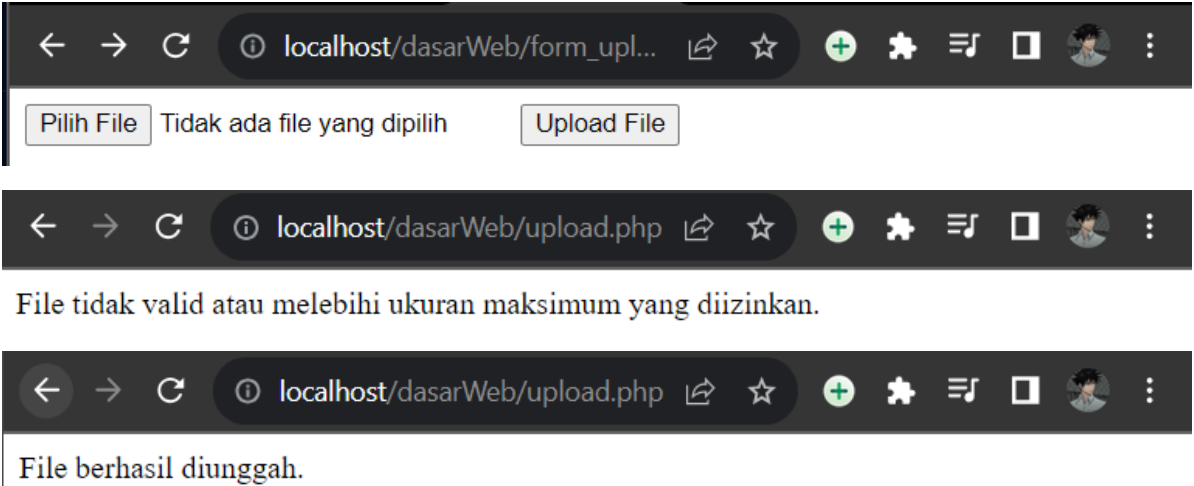 localhost/dasarWeb/form_upl...
Pilih File Tidak ada file yang dipilih Upload File
localhost/dasarWeb/upload.php
File tidak valid atau melebihi ukuran maksimum yang diizinkan.
localhost/dasarWeb/upload.php
File berhasil diunggah.